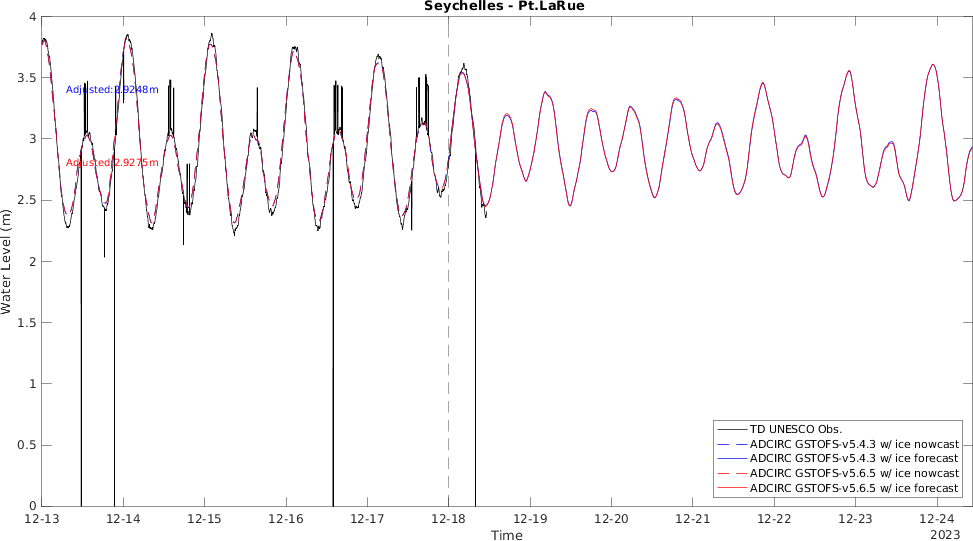 Seychelles - Pt.LaRue
Water Level (m)
4
3.5
3
2.5
2
1.5
1
0.5
0
Adjusted:2.9248m
Adjusted:2.9275m
TD UNESCO Obs.
ADCIRC GSTOFS-v5.4.3 w/ ice nowcast
ADCIRC GSTOFS-v5.4.3 w/ ice forecast
ADCIRC GSTOFS-v5.6.5 w/ ice nowcast
ADCIRC GSTOFS-v5.6.5 w/ ice forecast
12-13 12-14 12-15 12-16 12-17 12-18 12-19 12-20 12-21 12-22 12-23 12-24
Time
2023